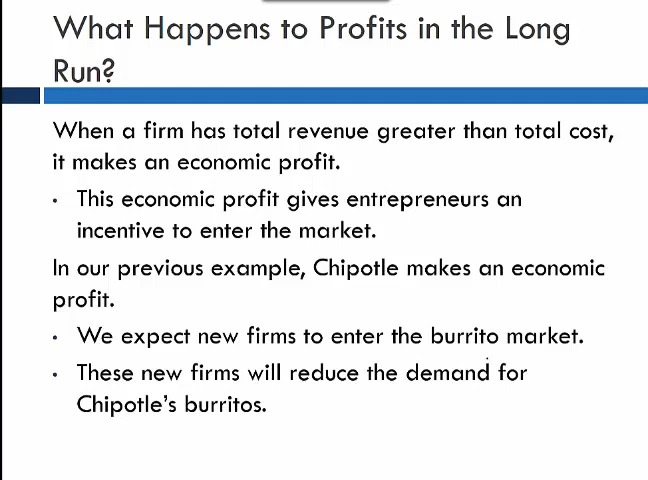 What Happens to Profits in the Long
Run?
When a firm has total revenue greater than total cost,
it makes an economic profit.
• This economic profit gives entrepreneurs an
incentive to enter the market.
In our previous example, Chipotle makes an economic
profit.
• We expect new firms to enter the burrito market.
• These new firms will reduce the demand for
Chipotle's burritos.